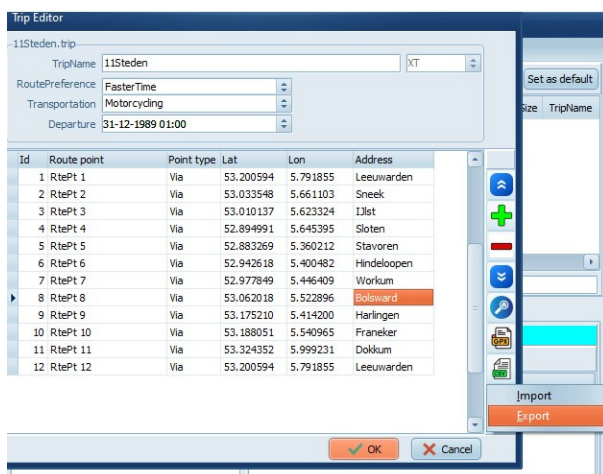 Trip Editor
11Steden.trip
TripName 11Steden XT
RoutePreference FasterTime
Transportation Motorcycling
Departure 31-12-1989 01:00
Set as default
Size TripName
Id Route point Point type Lat Lon Address
1 RtePt 1 Via 53.200594 5.791855 Leeuwarden
2 RtePt 2 Via 53.033548 5.661103 Sneek
3 RtePt 3 Via 53.010137 5.623324 IJlst
4 RtePt 4 Via 52.894991 5.645395 Sloten
5 RtePt 5 Via 52.883269 5.360212 Stavoren
6 RtePt 6 Via 52.942618 5.400482 Hindeloopen
7 RtePt 7 Via 52.977849 5.446409 Workum
8 RtePt 8 Via 53.062018 5.522896 Bolsward
9 RtePt 9 Via 53.175210 5.414200 Harlingen
10 RtePt 10 Via 53.188051 5.540965 Franeker
11 RtePt 11 Via 53.324352 5.999231 Dokkum
12 RtePt 12 Via 53.200594 5.791855 Leeuwarden
GPX
CSV
Import
Export
OK Cancel